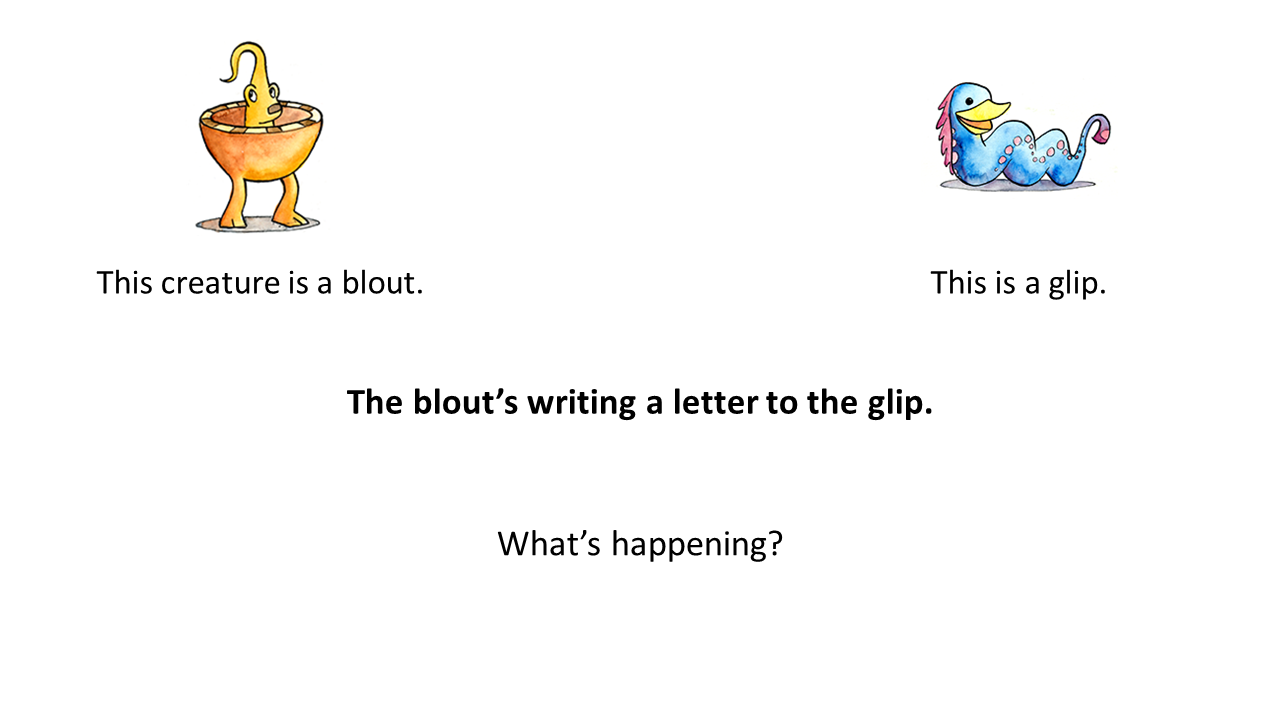 This creature is a blout.
This is a glip.
The blout’s writing a letter to the glip.
What’s happening?